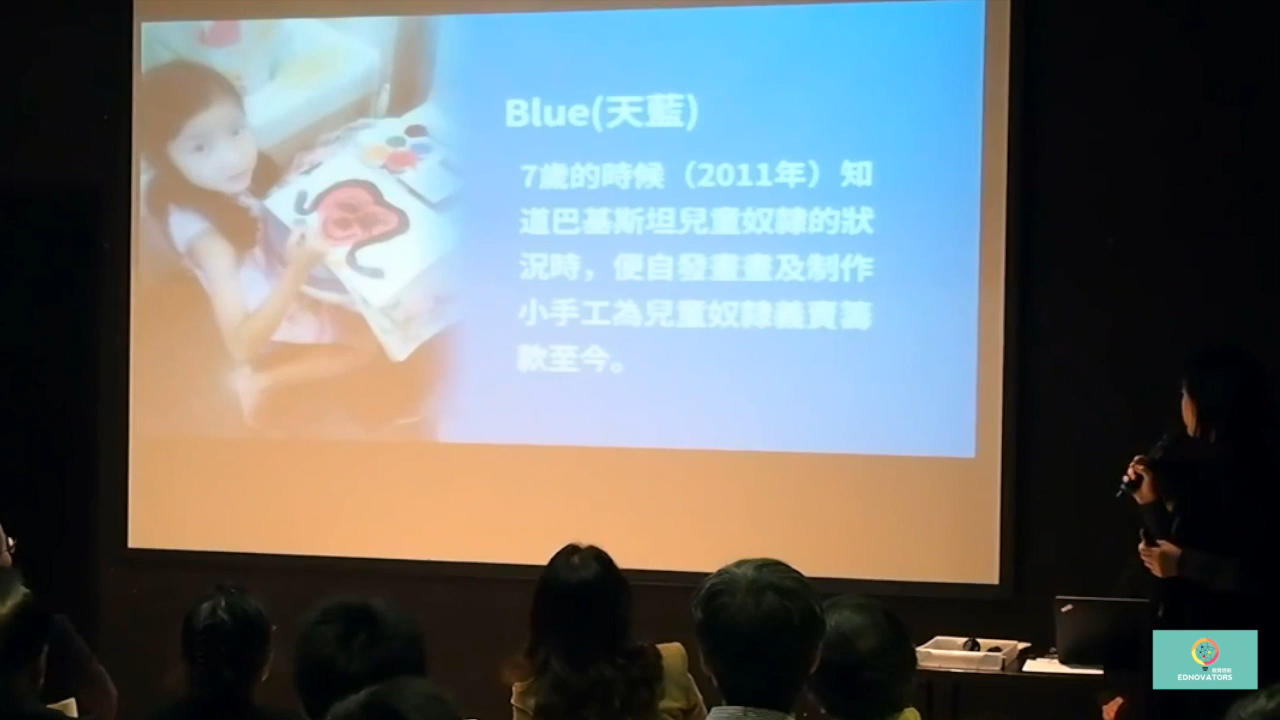 Blue(天藍)
7歲的時候（2011年）知
道巴基斯坦兒童奴隸的狀
況時，便自發畫畫及制作
小手工為兒童奴隸義賣籌
款至今。
EDNOVATORS